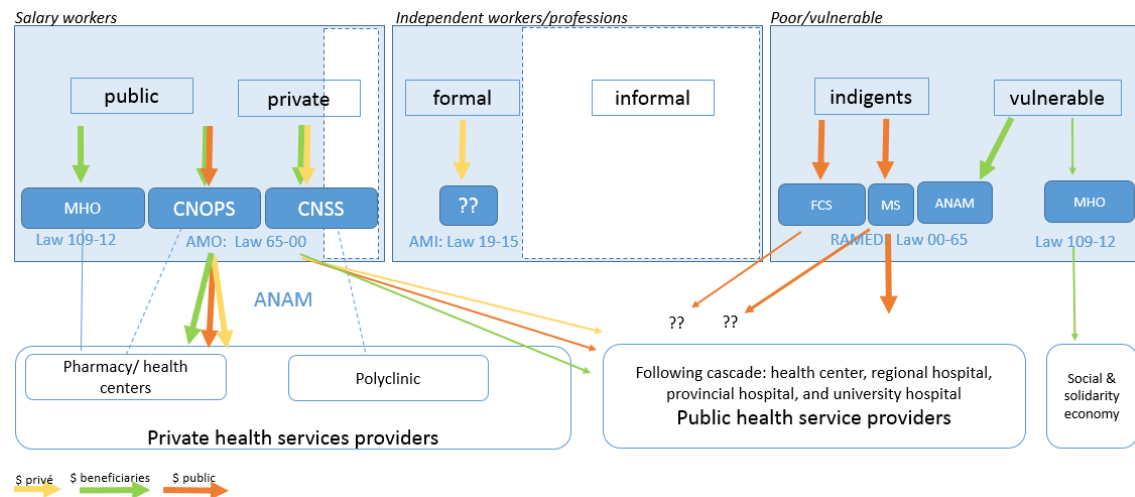 Salary workers
Independent workers/professions
Poor/vulnerable
public
private
formal
informal
indigents
vulnerable
MHO
CNOPS
CNSS
??
FCS
MS
ANAM
MHO
Law 109-12
AMO: Law 65-00
AMI: Law 19-15
RAMED: Law 00-65
Law 109-12
ANAM
??
??
Pharmacy/ health
centers
Polyclinic
Private health services providers
Following cascade: health center, regional hospital,
provincial hospital, and university hospital
Public health service providers
Social &
solidarity
economy
$ privé
$ beneficiaries
$ public